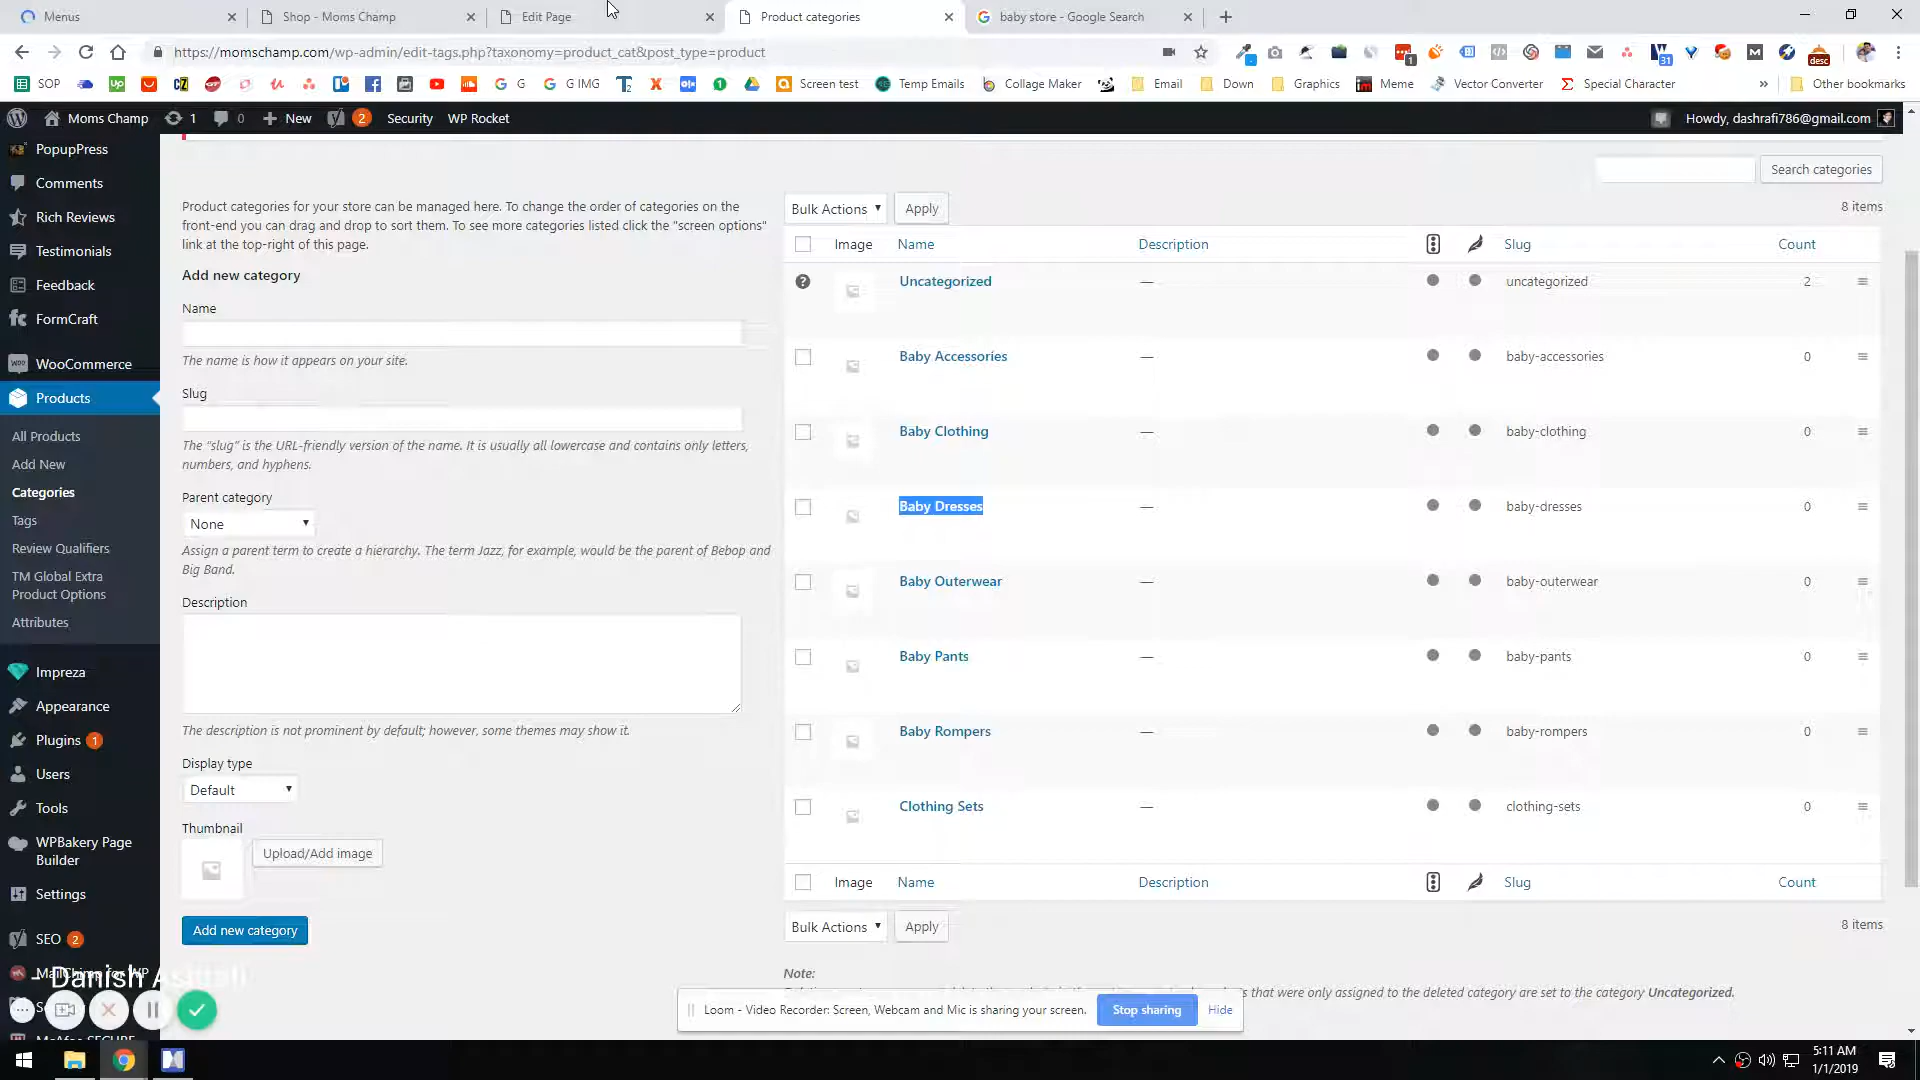 Menus
Shop - Moms Champ
Edit Page
Product categories
baby store - Google Search
https://momschamp.com/wp-admin/edit-tags.php?taxonomy=product_cat&post_type=product
SOP
G
G IMG
Screen test
Temp Emails
Collage Maker
Email
Down
Graphics
Meme
Vector Converter
Special Character
Other bookmarks
Moms Champ
1
0
New
2
Security
WP Rocket
Howdy, dashrafi786@gmail.com
PopupPress
Comments
Rich Reviews
Testimonials
Feedback
FormCraft
WooCommerce
Products
All Products
Add New
Categories
Tags
Review Qualifiers
TM Global Extra
Product Options
Attributes
Impreza
Appearance
Plugins 1
Users
Tools
WPBakery Page
Builder
Settings
SEO 2
MailChimp for WP
- Danish Ashrafi
Search categories
Product categories for your store can be managed here. To change the order of categories on the
front-end you can drag and drop to sort them. To see more categories listed click the "screen options"
link at the top-right of this page.
Add new category
Name
The name is how it appears on your site.
Slug
The "slug" is the URL-friendly version of the name. It is usually all lowercase and contains only letters,
numbers, and hyphens.
Parent category
None
Assign a parent term to create a hierarchy. The term Jazz, for example, would be the parent of Bebop and
Big Band.
Description
The description is not prominent by default; however, some themes may show it.
Display type
Default
Thumbnail
Upload/Add image
Add new category
Bulk Actions Apply 8 items
Image Name Description Slug Count
Uncategorized — uncategorized 2
Baby Accessories — baby-accessories 0
Baby Clothing — baby-clothing 0
Baby Dresses — baby-dresses 0
Baby Outerwear — baby-outerwear 0
Baby Pants — baby-pants 0
Baby Rompers — baby-rompers 0
Clothing Sets — clothing-sets 0
Image Name Description Slug Count
Bulk Actions Apply 8 items
Note:
that were only assigned to the deleted category are set to the category Uncategorized.
Loom - Video Recorder: Screen, Webcam and Mic is sharing your screen.
Stop sharing
Hide
5:11 AM
1/1/2019